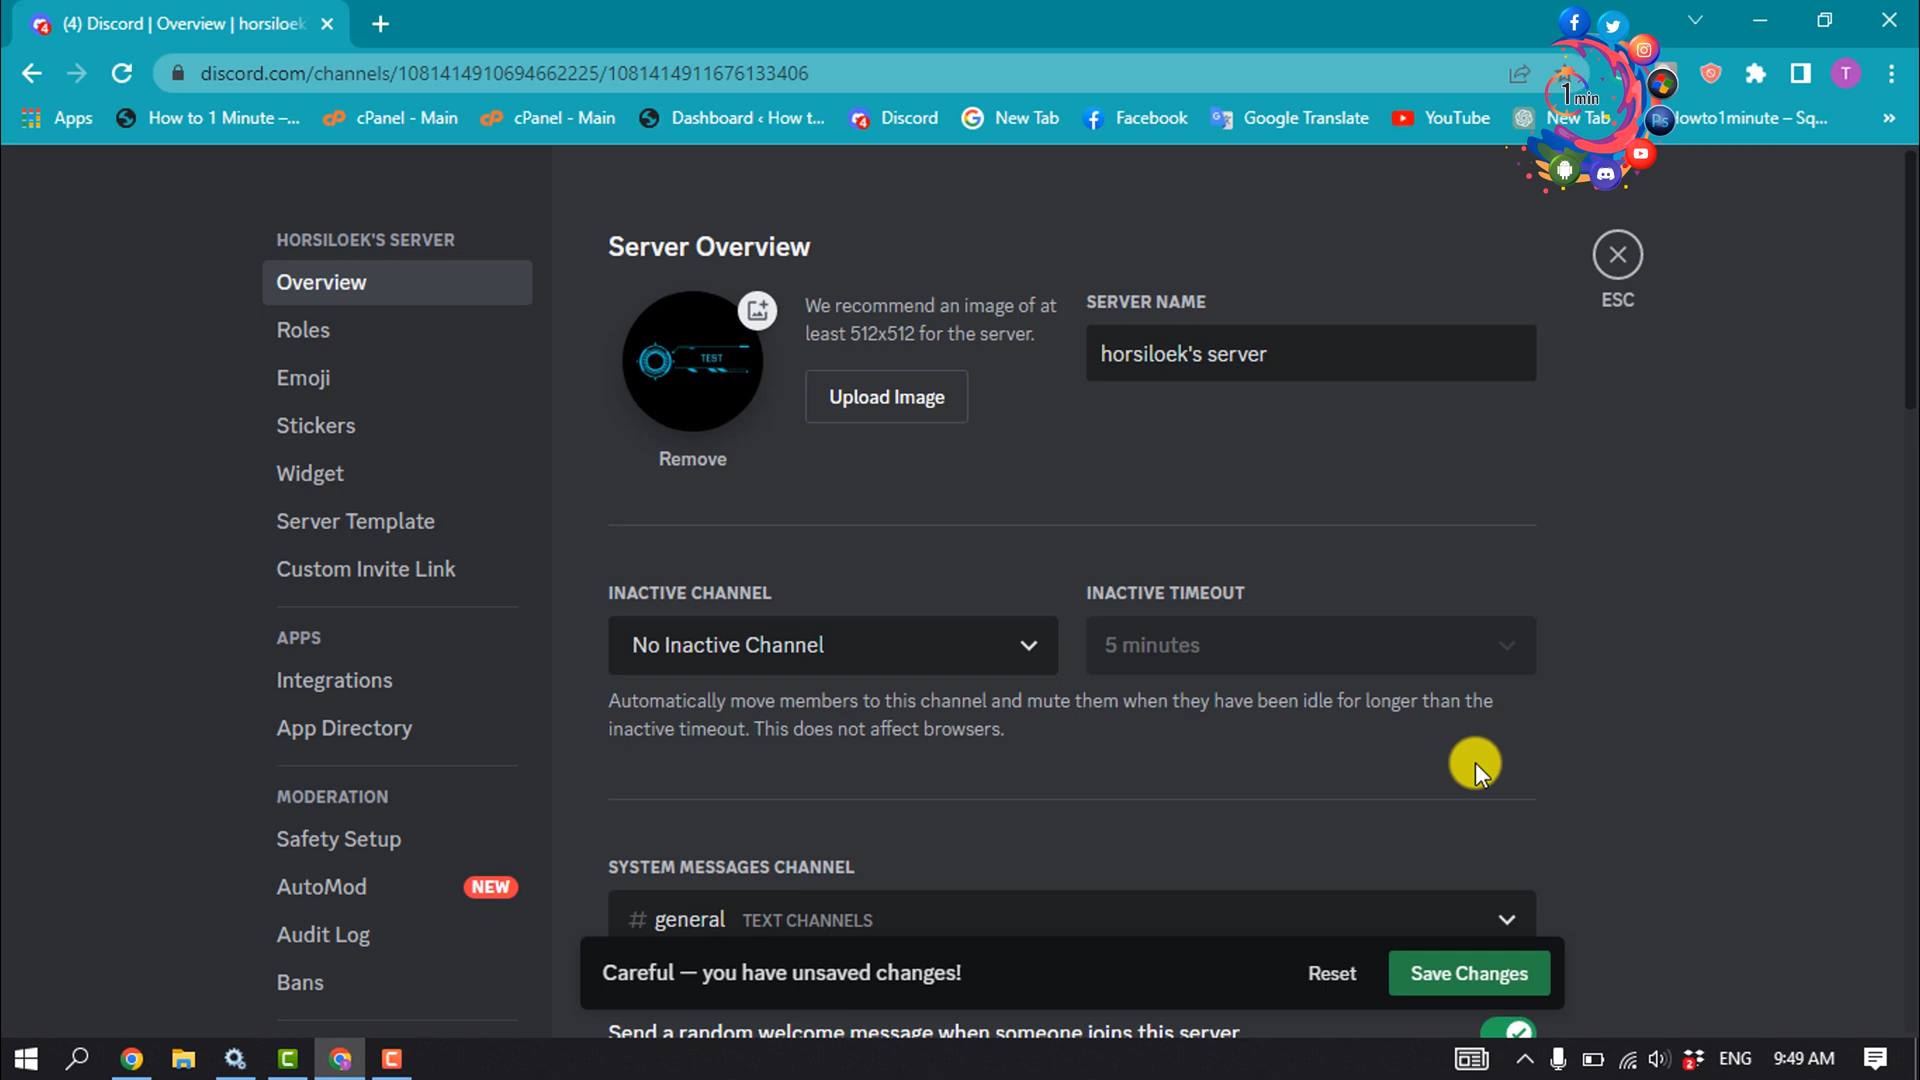 (4) Discord | Overview | horsiloek
discord.com/channels/1081414910694662225/1081414911676133406
Apps
How to 1 Minute –...
cPanel - Main
cPanel - Main
Dashboard ‹ How t...
Discord
New Tab
Facebook
Google Translate
YouTube
New Tab
Howto1minute – Sq...
»
T
1 min
Ps
HORSILOEK'S SERVER
Overview
Roles
Emoji
Stickers
Widget
Server Template
Custom Invite Link
APPS
Integrations
App Directory
MODERATION
Safety Setup
AutoMod NEW
Audit Log
Bans
Server Overview
TEST
Remove
We recommend an image of at
least 512x512 for the server.
Upload Image
SERVER NAME
horsiloek's server
ESC
INACTIVE CHANNEL
No Inactive Channel
INACTIVE TIMEOUT
5 minutes
Automatically move members to this channel and mute them when they have been idle for longer than the
inactive timeout. This does not affect browsers.
SYSTEM MESSAGES CHANNEL
# general TEXT CHANNELS
Careful — you have unsaved changes!
Reset
Save Changes
Send a random welcome message when someone joins this server
ENG
9:49 AM